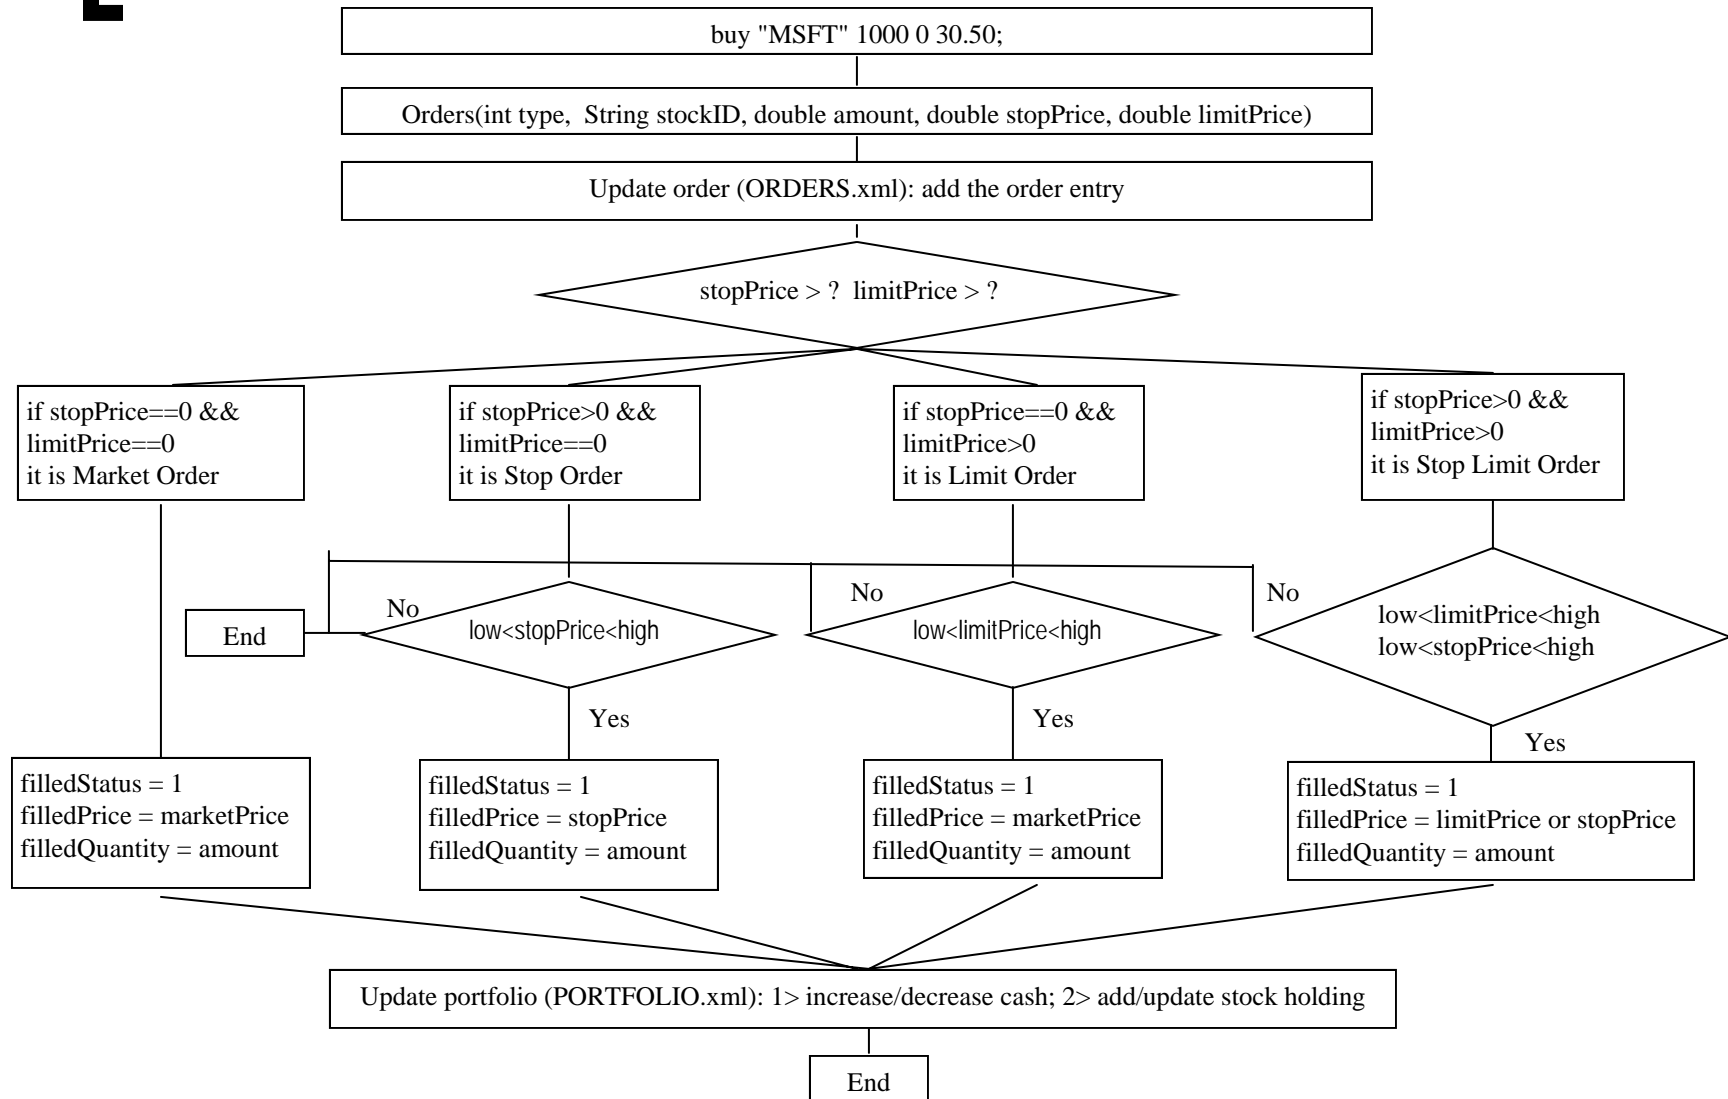 buy "MSFT" 1000 0 30.50;
Orders(int type,  String stockID, double amount, double stopPrice, double limitPrice)
Update order (ORDERS.xml): add the order entry
stopPrice > ?  limitPrice > ?
if stopPrice==0 &&
limitPrice==0
it is Market Order
if stopPrice>0 &&
limitPrice==0
it is Stop Order
if stopPrice==0 &&
limitPrice>0
it is Limit Order
if stopPrice>0 &&
limitPrice>0
it is Stop Limit Order
End
No
low<stopPrice<high
No
low<limitPrice<high
No
low<limitPrice<high
low<stopPrice<high
Yes
Yes
Yes
filledStatus = 1
filledPrice = marketPrice
filledQuantity = amount
filledStatus = 1
filledPrice = stopPrice
filledQuantity = amount
filledStatus = 1
filledPrice = marketPrice
filledQuantity = amount
filledStatus = 1
filledPrice = limitPrice or stopPrice
filledQuantity = amount
Update portfolio (PORTFOLIO.xml): 1> increase/decrease cash; 2> add/update stock holding
End